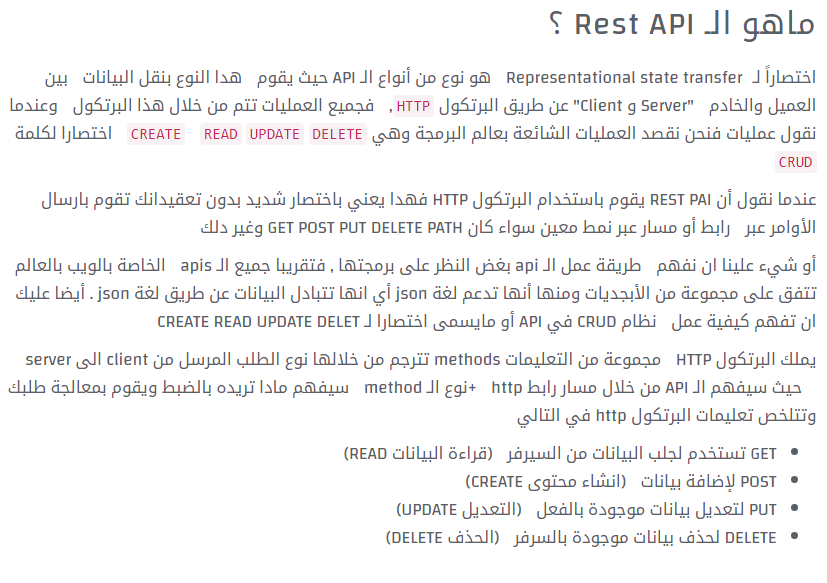 ماهو الـ Rest API ؟
اختصاراً لـ Representational state transfer هو نوع من أنواع الـ API حيث يقوم هدا النوع بنقل البيانات بين
العميل والخادم "Server و Client" عن طريق البرتكول HTTP , فجميع العمليات تتم من خلال هذا البرتكول وعندما
نقول عمليات فنحن نقصد العمليات الشائعة بعالم البرمجة وهي CREATE READ UPDATE DELETE اختصارا لكلمة
CRUD
عندما نقول أن REST PAI يقوم باستخدام البرتكول HTTP فهدا يعني باختصار شديد بدون تعقيدانك تقوم بارسال
الأوامر عبر رابط أو مسار عبر نمط معين سواء كان GET POST PUT DELETE PATH وغير دلك
أو شيء علينا ان نفهم طريقة عمل الـ api بغض النظر على برمجتها , فتقريبا جميع الـ apis الخاصة بالويب بالعالم
تتفق على مجموعة من الأبجديات ومنها أنها تدعم لغة json أي انها تتبادل البيانات عن طريق لغة json . أيضا عليك
ان تفهم كيفية عمل نظام CRUD في API أو مايسمى اختصارا لـ CREATE READ UPDATE DELET
يملك البرتكول HTTP مجموعة من التعليمات methods تترجم من خلالها نوع الطلب المرسل من client الى server
حيث سيفهم الـ API من خلال مسار رابط http +نوع الـ method سيفهم مادا تريده بالضبط ويقوم بمعالجة طلبك
وتتلخص تعليمات البرتكول http في التالي
• GET تستخدم لجلب البيانات من السيرفر (قراءة البيانات READ)
• POST لإضافة بيانات (انشاء محتوى CREATE)
• PUT لتعديل بيانات موجودة بالفعل (التعديل UPDATE)
• DELETE لحذف بيانات موجودة بالسرفر (الحذف DELETE)